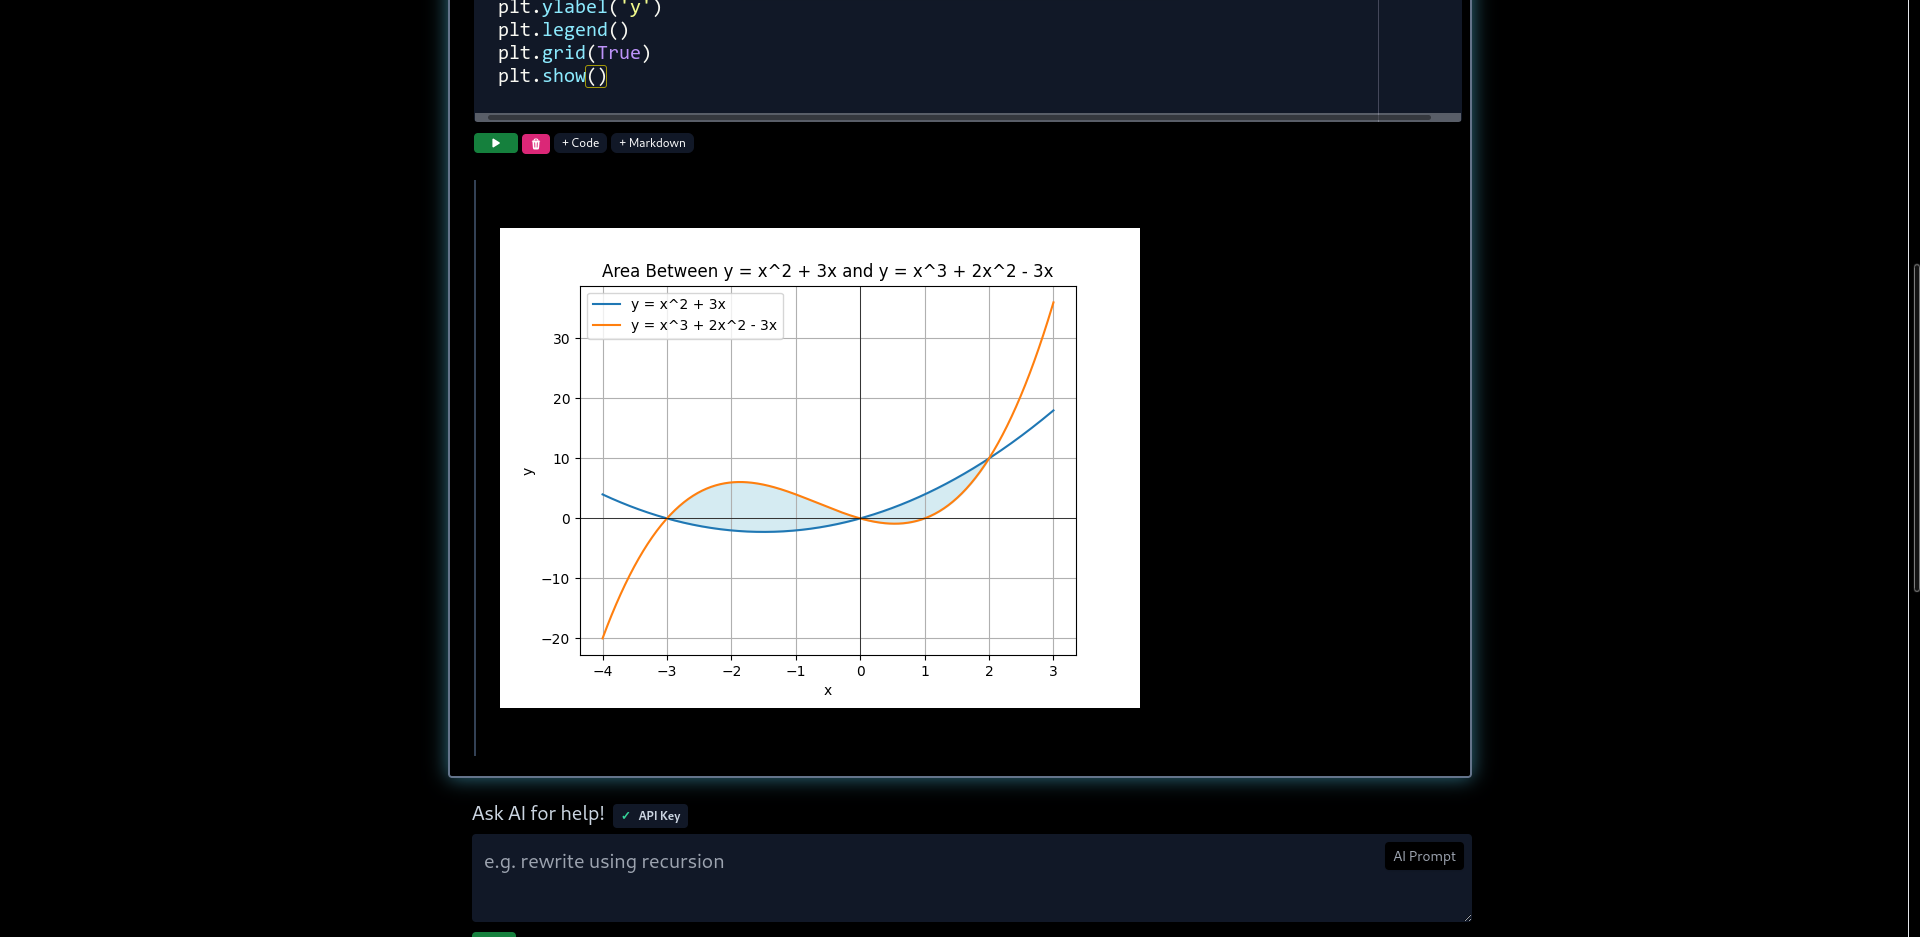 plt.ylabel('y')
plt.legend()
plt.grid(True)
plt.show()
+ Code
+ Markdown
Area Between y = x^2 + 3x and y = x^3 + 2x^2 - 3x
y = x^2 + 3x
y = x^3 + 2x^2 - 3x
30
20
10
0
−10
−20
y
−4 −3 −2 −1 0 1 2 3
x
Ask AI for help! ✓ API Key
e.g. rewrite using recursion
AI Prompt